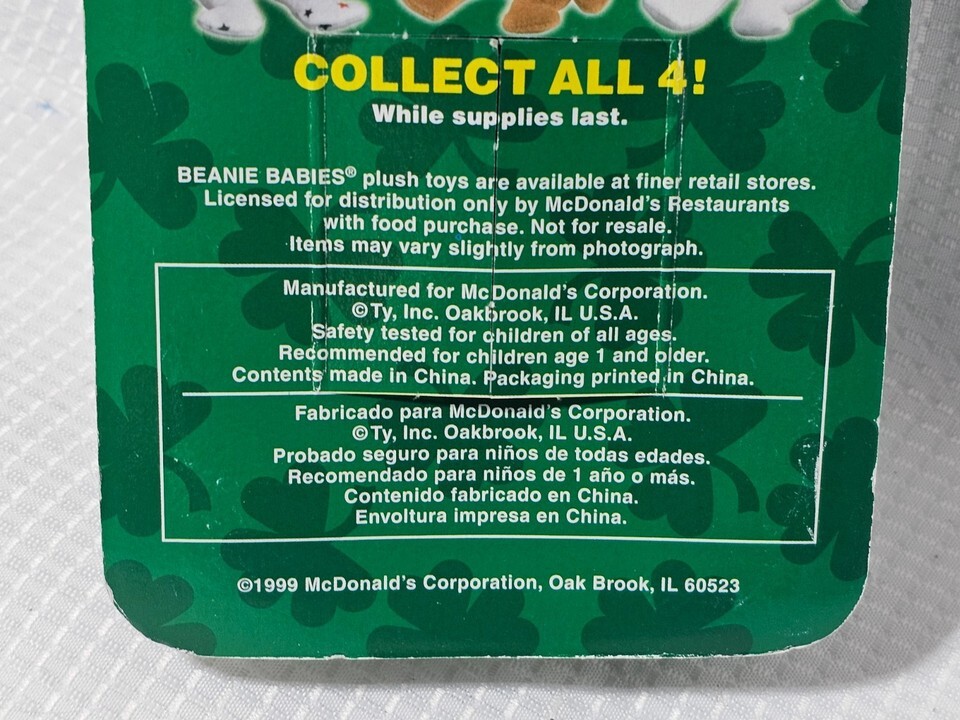 COLLECT ALL 4!
While supplies last.
BEANIE BABIES® plush toys are available at finer retail stores.
Licensed for distribution only by McDonald's Restaurants
with food purchase. Not for resale.
Items may vary slightly from photograph.
Manufactured for McDonald's Corporation.
©Ty, Inc. Oakbrook, IL U.S.A.
Safety tested for children of all ages.
Recommended for children age 1 and older.
Contents made in China. Packaging printed in China.
Fabricado para McDonald's Corporation.
©Ty, Inc. Oakbrook, IL U.S.A.
Probado seguro para niños de todas edades.
Recomendado para niños de 1 año o más.
Contenido fabricado en China.
Envoltura impresa en China.
©1999 McDonald's Corporation, Oak Brook, IL 60523